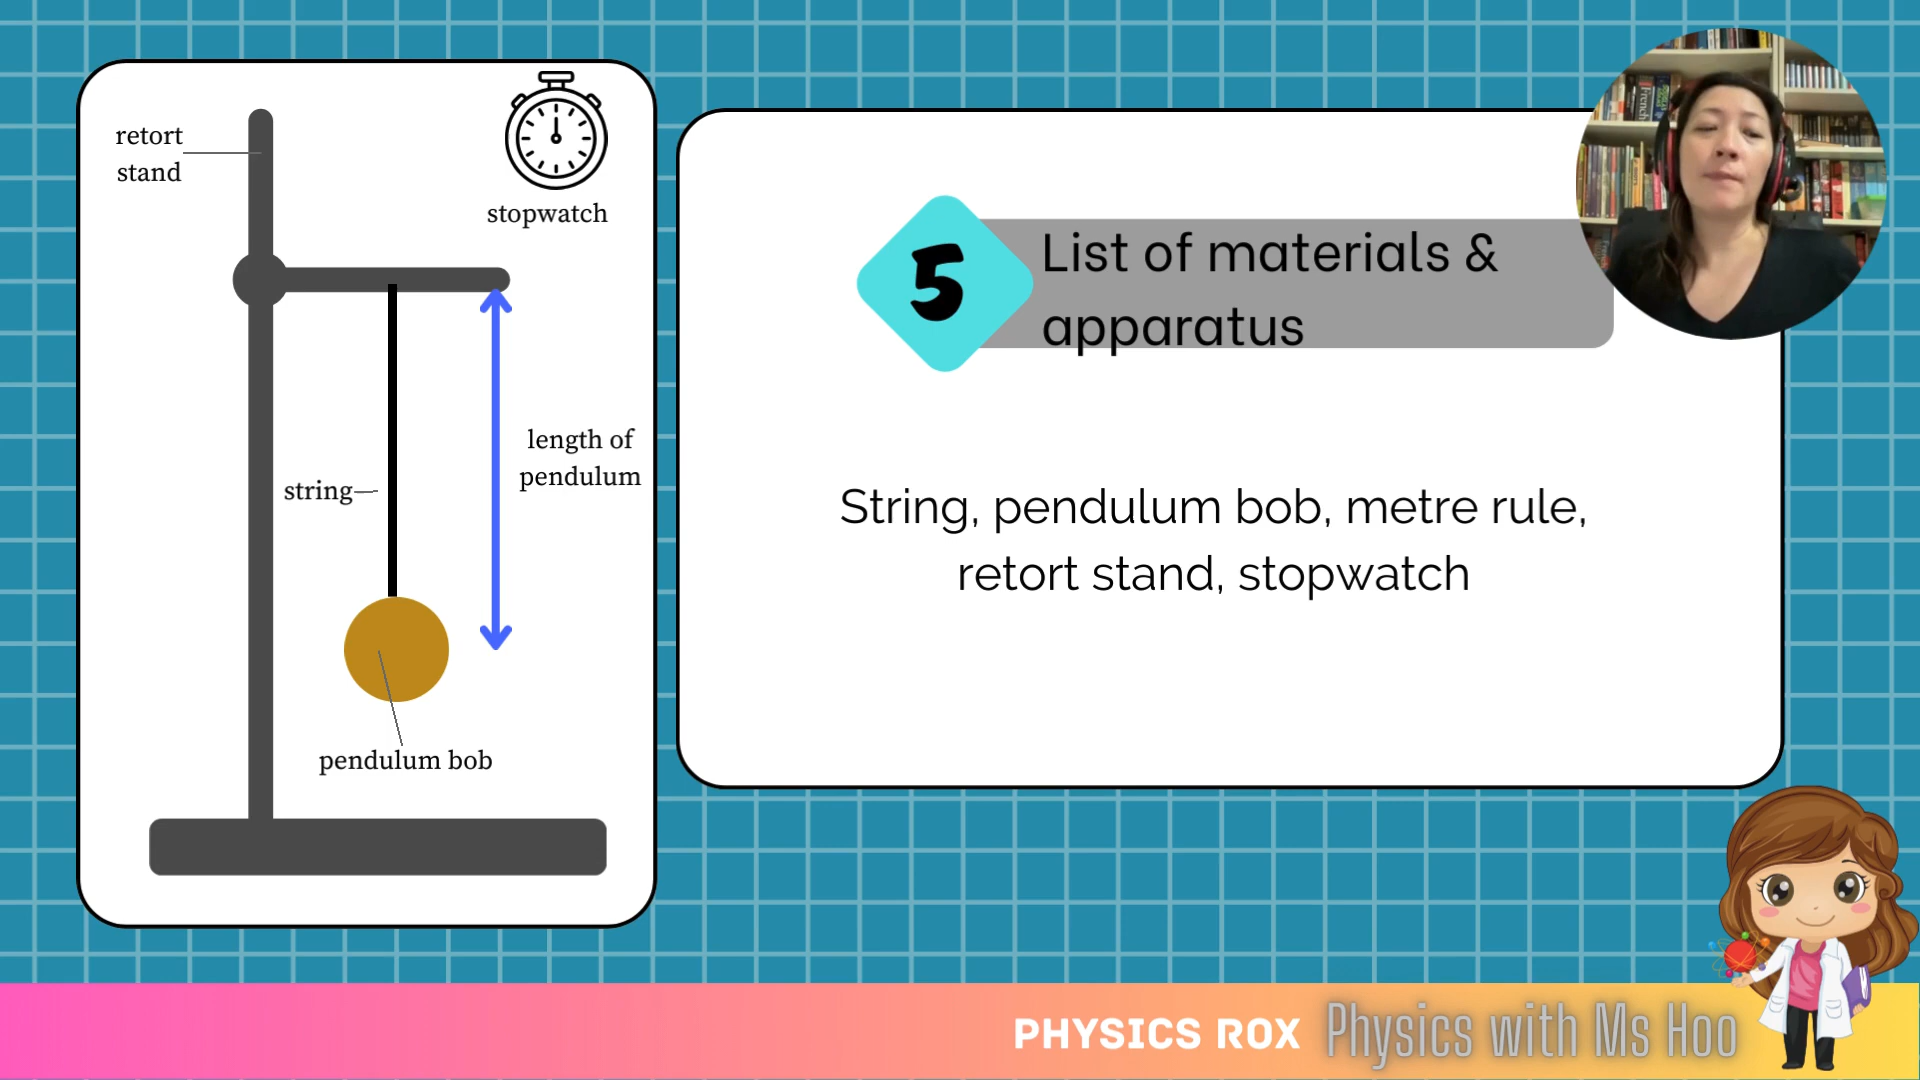 retort
stand
stopwatch
length of
pendulum
string
pendulum bob
5
List of materials &
apparatus
String, pendulum bob, metre rule,
retort stand, stopwatch
PHYSICS ROX
Physics with Ms Hoo